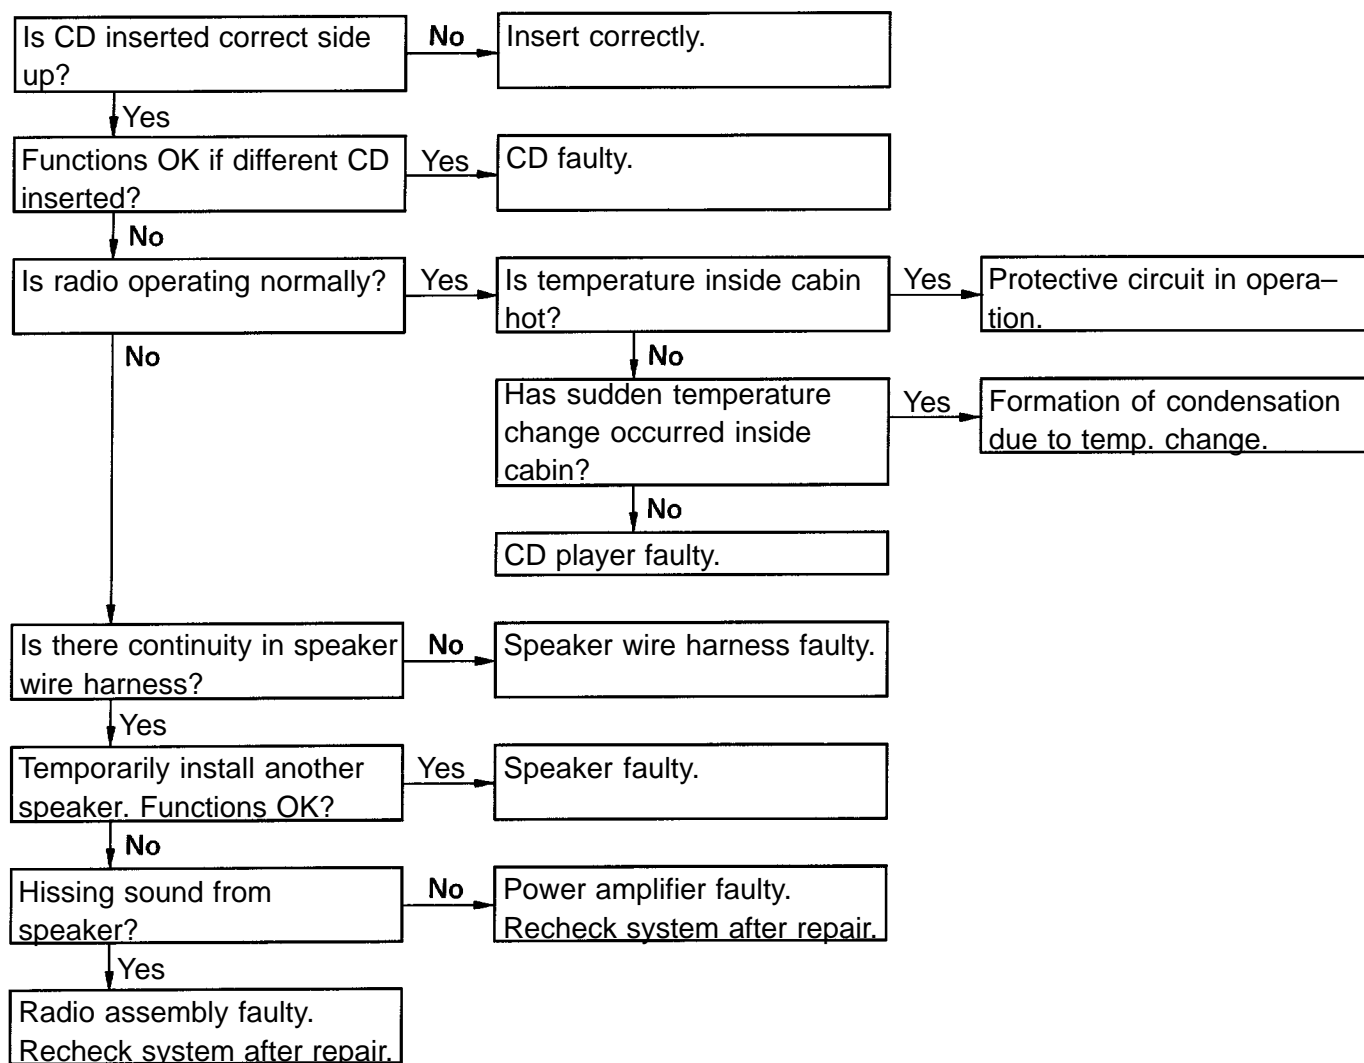 Is CD inserted correct side
up?
No
Insert correctly.
Yes
Functions OK if different CD
inserted?
Yes
CD faulty.
No
Is radio operating normally?
Yes
Is temperature inside cabin
hot?
Yes
Protective circuit in opera–
tion.
No
No
Has sudden temperature
change occurred inside
cabin?
Yes
Formation of condensation
due to temp. change.
No
CD player faulty.
Is there continuity in speaker
wire harness?
No
Speaker wire harness faulty.
Yes
Temporarily install another
speaker. Functions OK?
Yes
Speaker faulty.
No
Hissing sound from
speaker?
No
Power amplifier faulty.
Recheck system after repair.
Yes
Radio assembly faulty.
Recheck system after repair.